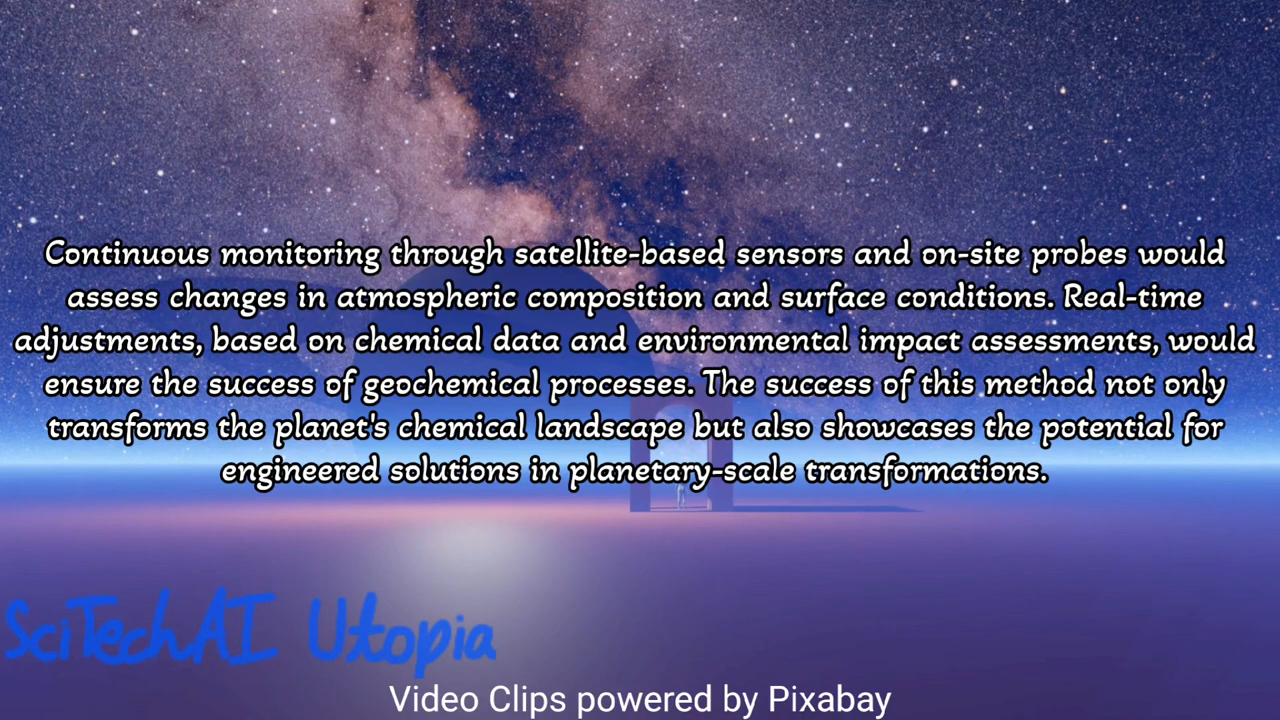 Continuous monitoring through satellite-based sensors and on-site probes would
assess changes in atmospheric composition and surface conditions. Real-time
adjustments, based on chemical data and environmental impact assessments, would
ensure the success of geochemical processes. The success of this method not only
transforms the planet's chemical landscape but also showcases the potential for
engineered solutions in planetary-scale transformations.
SciTechAI Utopia
Video Clips powered by Pixabay